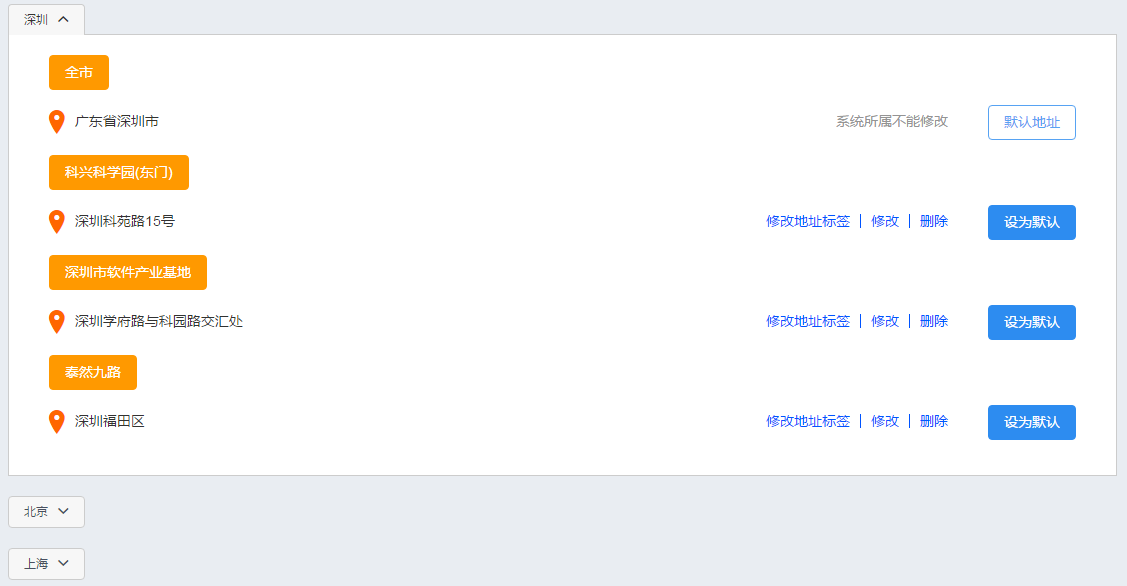 深圳
全市
广东省深圳市 系统所属不能修改 默认地址
科兴科学园(东门)
深圳科苑路15号 修改地址标签 | 修改 | 删除 设为默认
深圳市软件产业基地
深圳学府路与科园路交汇处 修改地址标签 | 修改 | 删除 设为默认
泰然九路
深圳福田区 修改地址标签 | 修改 | 删除 设为默认
北京
上海